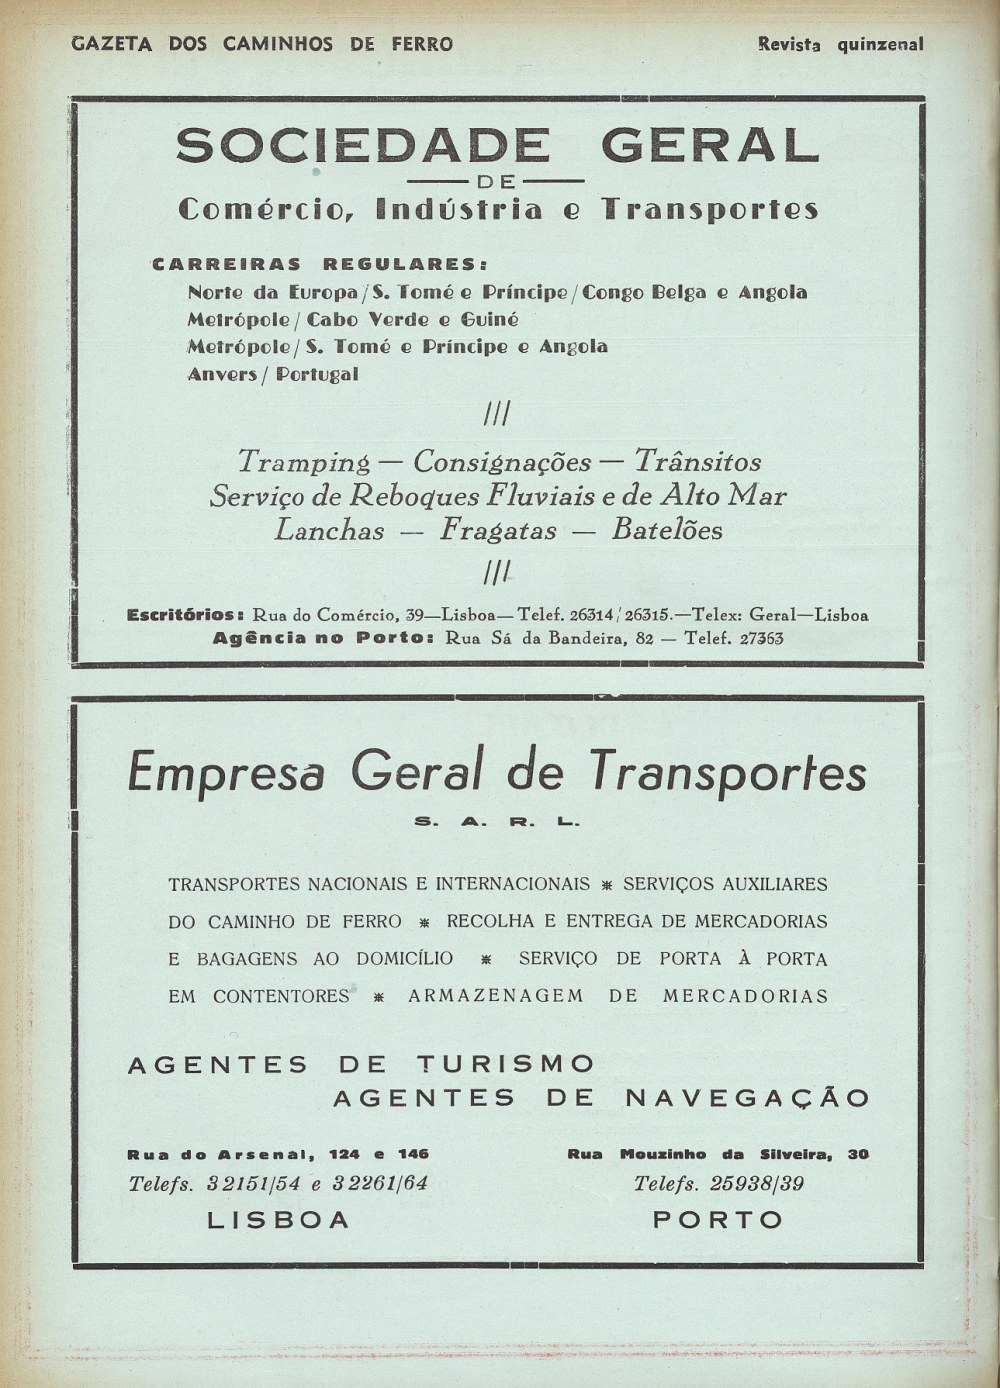 GAZETA DOS CAMINHOS DE FERRO Revista quinzenal
SOCIEDADE GERAL
DE
Comércio, Indústria e Transportes
CARREIRAS REGULARES:
Norte da Europa/S. Tomé e Príncipe/Congo Belga e Angola
Metrópole/Cabo Verde e Guiné
Metrópole/S. Tomé e Príncipe e Angola
Anvers/Portugal
///
Tramping — Consignações — Trânsitos
Serviço de Reboques Fluviais e de Alto Mar
Lanchas — Fragatas — Batelões
///
Escritórios: Rua do Comércio, 39—Lisboa—Telef. 26314/26315.—Telex: Geral—Lisboa
Agência no Porto: Rua Sá da Bandeira, 82 — Telef. 27363
Empresa Geral de Transportes
S. A. R. L.
TRANSPORTES NACIONAIS E INTERNACIONAIS * SERVIÇOS AUXILIARES
DO CAMINHO DE FERRO * RECOLHA E ENTREGA DE MERCADORIAS
E BAGAGENS AO DOMICÍLIO * SERVIÇO DE PORTA À PORTA
EM CONTENTORES * ARMAZENAGEM DE MERCADORIAS
AGENTES DE TURISMO
AGENTES DE NAVEGAÇÃO
Rua do Arsenal, 124 e 146
Telefs. 32151/54 e 32261/64
LISBOA
Rua Mouzinho da Silveira, 30
Telefs. 25938/39
PORTO